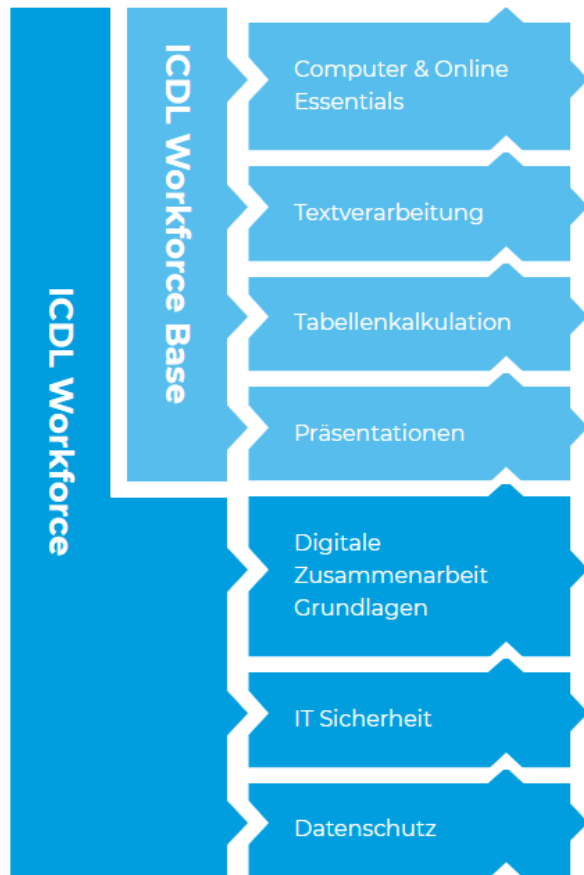 ICDL Workforce
ICDL Workforce Base
Computer & Online
Essentials
Textverarbeitung
Tabellenkalkulation
Präsentationen
Digitale
Zusammenarbeit
Grundlagen
IT Sicherheit
Datenschutz